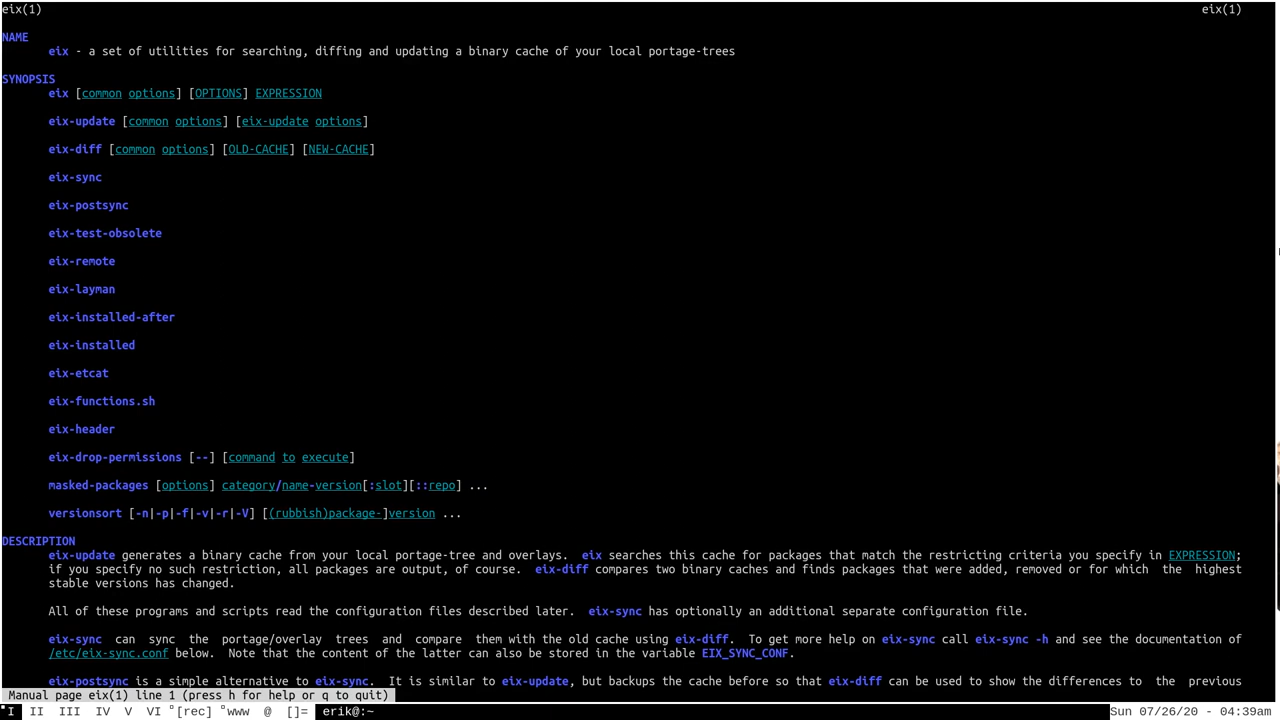 eix(1) eix(1)
NAME
eix - a set of utilities for searching, diffing and updating a binary cache of your local portage-trees
SYNOPSIS
eix [common options] [OPTIONS] EXPRESSION
eix-update [common options] [eix-update options]
eix-diff [common options] [OLD-CACHE] [NEW-CACHE]
eix-sync
eix-postsync
eix-test-obsolete
eix-remote
eix-layman
eix-installed-after
eix-installed
eix-etcat
eix-functions.sh
eix-header
eix-drop-permissions [--] [command to execute]
masked-packages [options] category/name-version[:slot][::repo] ...
versionsort [-n|-p|-f|-v|-r|-V] [(rubbish)package-]version ...
DESCRIPTION
eix-update generates a binary cache from your local portage-tree and overlays. eix searches this cache for packages that match the restricting criteria you specify in EXPRESSION;
if you specify no such restriction, all packages are output, of course. eix-diff compares two binary caches and finds packages that were added, removed or for which the highest
stable versions has changed.
All of these programs and scripts read the configuration files described later. eix-sync has optionally an additional separate configuration file.
eix-sync can sync the portage/overlay trees and compare them with the old cache using eix-diff. To get more help on eix-sync call eix-sync -h and see the documentation of
/etc/eix-sync.conf below. Note that the content of the latter can also be stored in the variable EIX_SYNC_CONF.
eix-postsync is a simple alternative to eix-sync. It is similar to eix-update, but backups the cache before so that eix-diff can be used to show the differences to the previous
Manual page eix(1) line 1 (press h for help or q to quit)
I II III IV V VI [rec] www @ []= erik@:~ Sun 07/26/20 - 04:39am